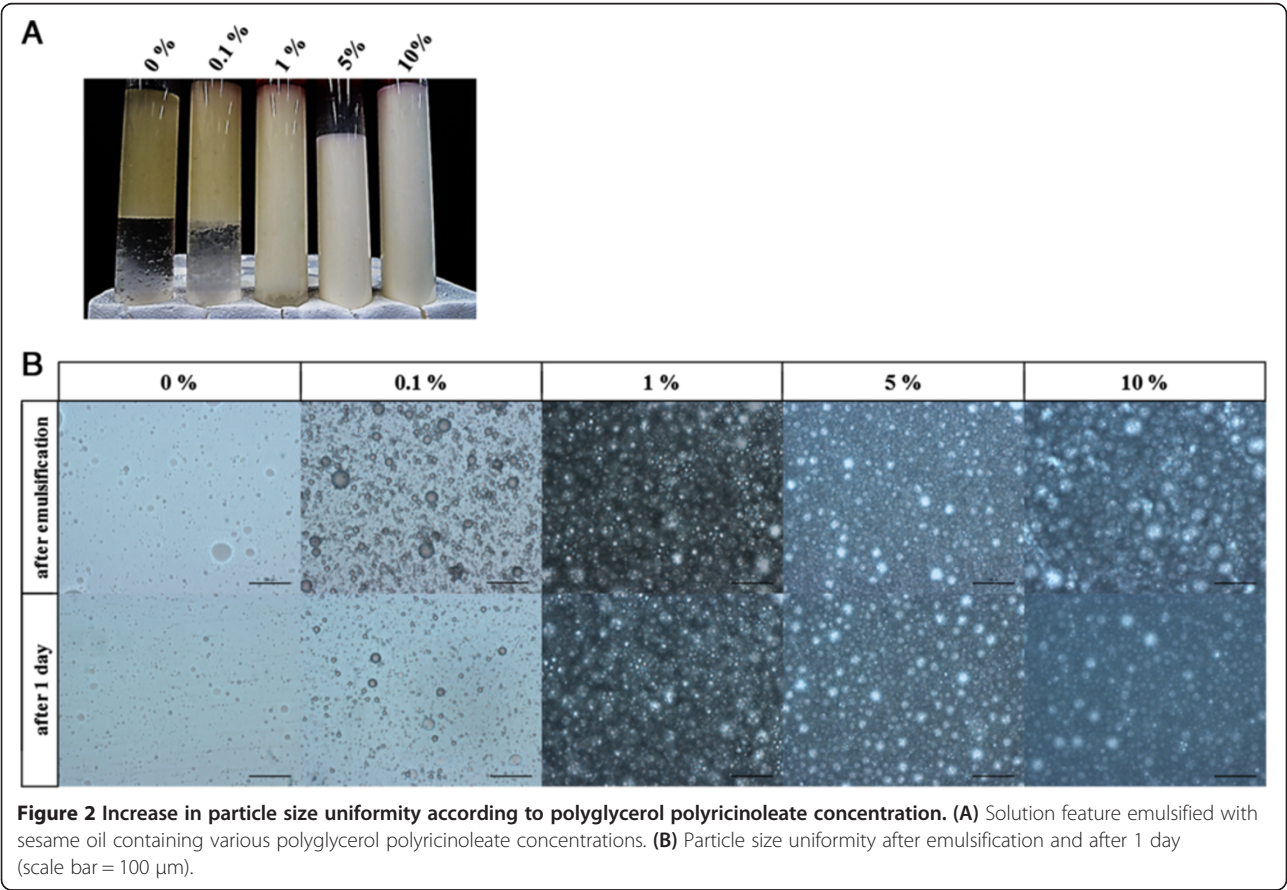 A
0 %
0.1 %
1 %
5%
10%
B
0 %
0.1 %
1 %
5 %
10 %
after emulsification
after 1 day
Figure 2 Increase in particle size uniformity according to polyglycerol polyricinoleate concentration. (A) Solution feature emulsified with
sesame oil containing various polyglycerol polyricinoleate concentrations. (B) Particle size uniformity after emulsification and after 1 day
(scale bar = 100 μm).